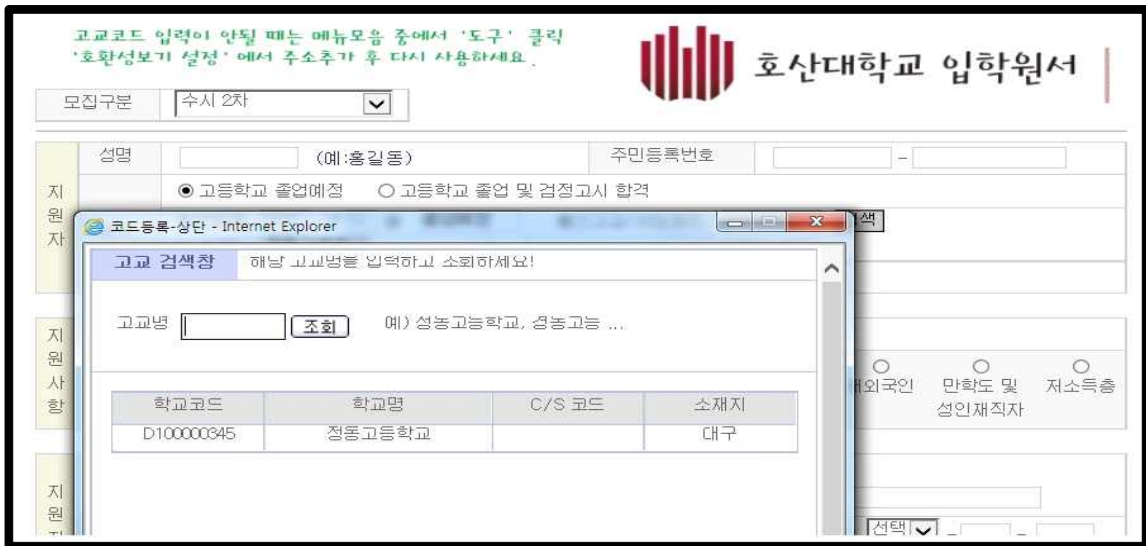 고교코드 입력이 안될 때는 메뉴모음 중에서 '도구' 클릭
'호환성보기 설정' 에서 주소추가 후 다시 사용하세요.
호산대학교 입학원서
모집구분 수시 2차
성명 (예:홍길동) 주민등록번호 -
지원자
고등학교 졸업예정 고등학교 졸업 및 검정고시 합격
색
코드등록-상단 - Internet Explorer
고교 검색창 해당 고교명을 입력하고 조회하세요!
고교명 조회 예) 성동고등학교, 경동고등 ...
지원사항
외국인 만학도 및 성인재직자 저소득층
학교코드 학교명 C/S 코드 소재지
D100000345 정동고등학교 대구
지원
선택 - -